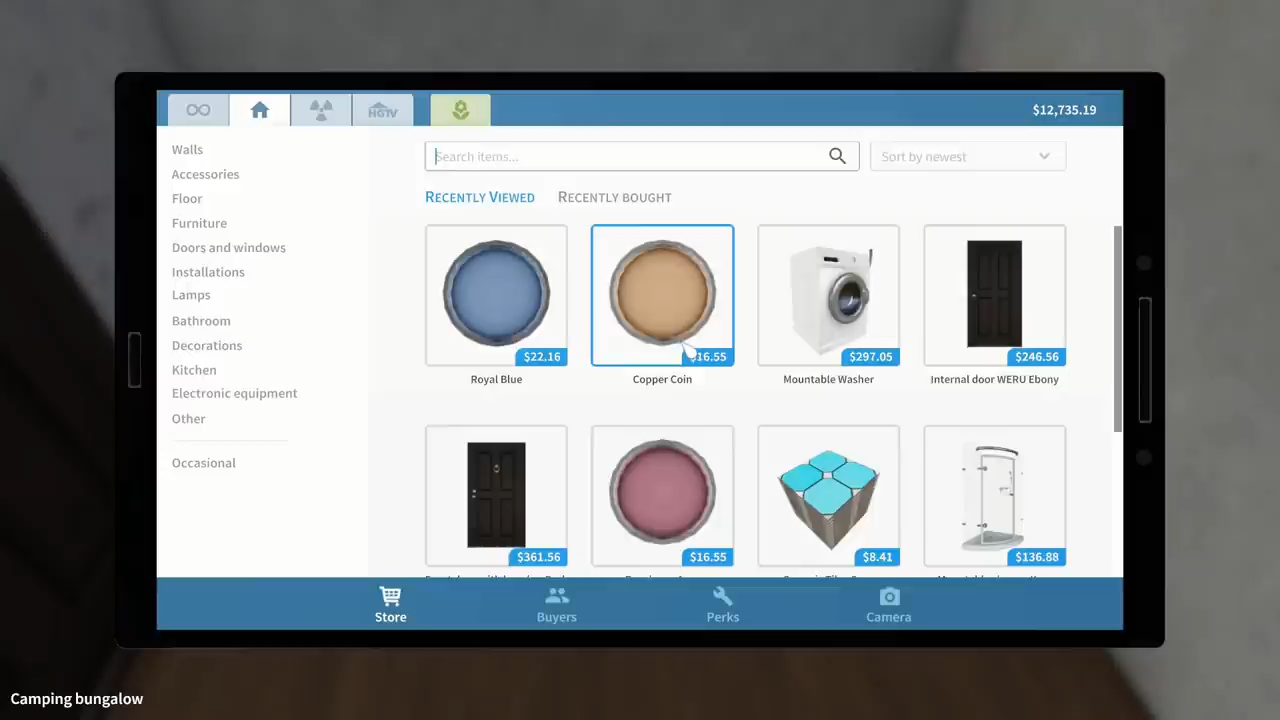 HGTV
$12,735.19
Walls
Accessories
Floor
Furniture
Doors and windows
Installations
Lamps
Bathroom
Decorations
Kitchen
Electronic equipment
Other
Occasional
Search items...
Sort by newest
RECENTLY VIEWED RECENTLY BOUGHT
$22.16
$16.55
$297.05
$246.56
Royal Blue
Copper Coin
Mountable Washer
Internal door WERU Ebony
$361.56
$16.55
$8.41
$136.88
Store
Buyers
Perks
Camera
Camping bungalow